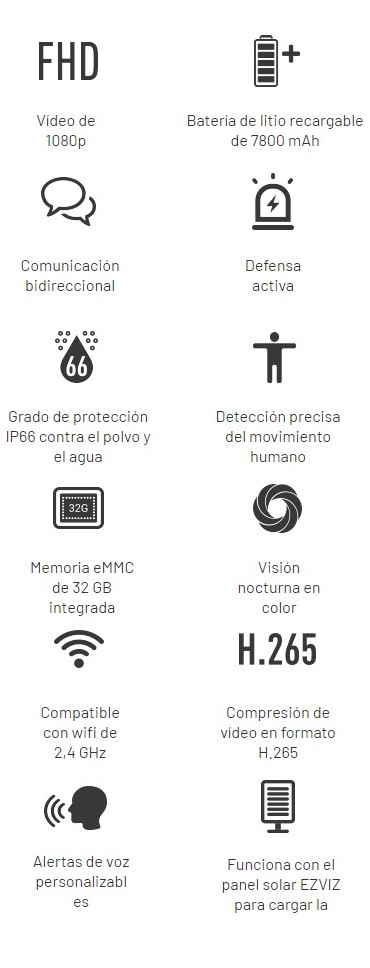 FHD
Vídeo de
1080p
Batería de litio recargable
de 7800 mAh
Comunicación
bidireccional
Defensa
activa
66
Grado de protección
IP66 contra el polvo y
el agua
Detección precisa
del movimiento
humano
32G
Memoria eMMC
de 32 GB
integrada
Visión
nocturna en
color
Compatible
con wifi de
2,4 GHz
H.265
Compresión de
vídeo en formato
H.265
Alertas de voz
personalizabl
es
Funciona con el
panel solar EZVIZ
para cargar la